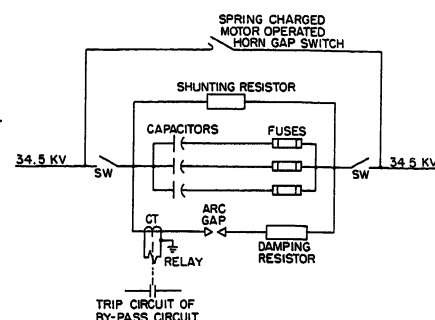 SPRING CHARGED
MOTOR OPERATED
HORN GAP SWITCH
SHUNTING RESISTOR
CAPACITORS
FUSES
34.5 KV
SW
SW
34.5 KV
CT
ARC
GAP
RELAY
DAMPING
RESISTOR
TRIP CIRCUIT OF
BY-PASS CIRCUIT